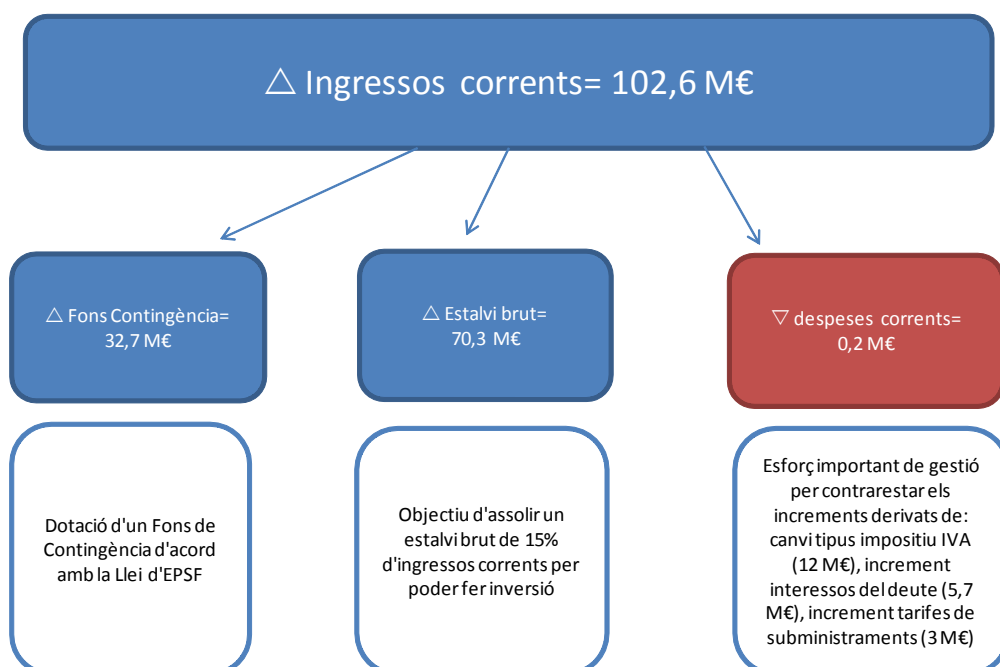 △ Ingressos corrents= 102,6 M€
△ Fons Contingència=
32,7 M€
△ Estalvi brut=
70,3 M€
▽ despeses corrents=
0,2 M€
Dotació d'un Fons de
Contingència d'acord
amb la Llei d'EPSF
Objectiu d'assolir un
estalvi brut de 15%
d'ingressos corrents per
poder fer inversió
Esforç important de gestió
per contrarestar els
increments derivats de:
canvi tipus impositiu IVA
(12 M€), increment
interessos del deute (5,7
M€), increment tarifes de
subministraments (3 M€)